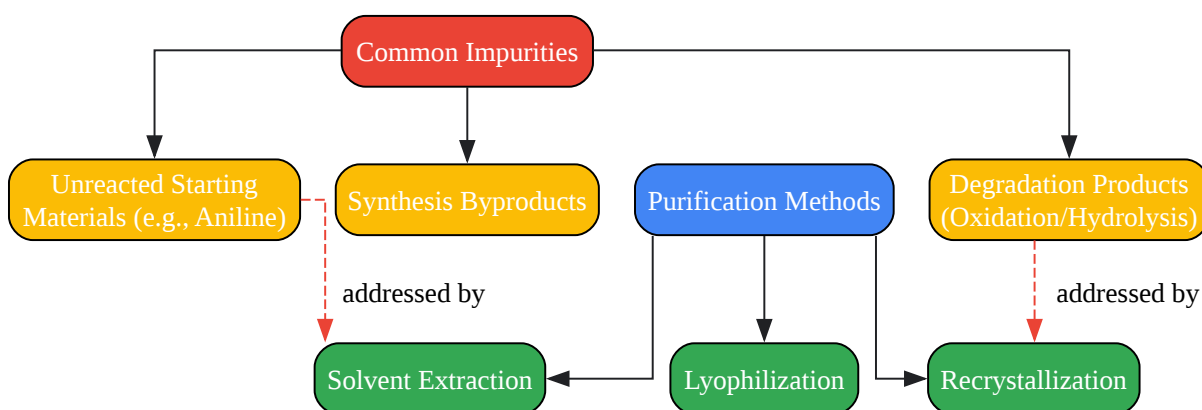 Common Impurities
Unreacted Starting
Materials (e.g., Aniline)
Synthesis Byproducts
Purification Methods
Degradation Products
(Oxidation/Hydrolysis)
addressed by
addressed by
Solvent Extraction
Lyophilization
Recrystallization